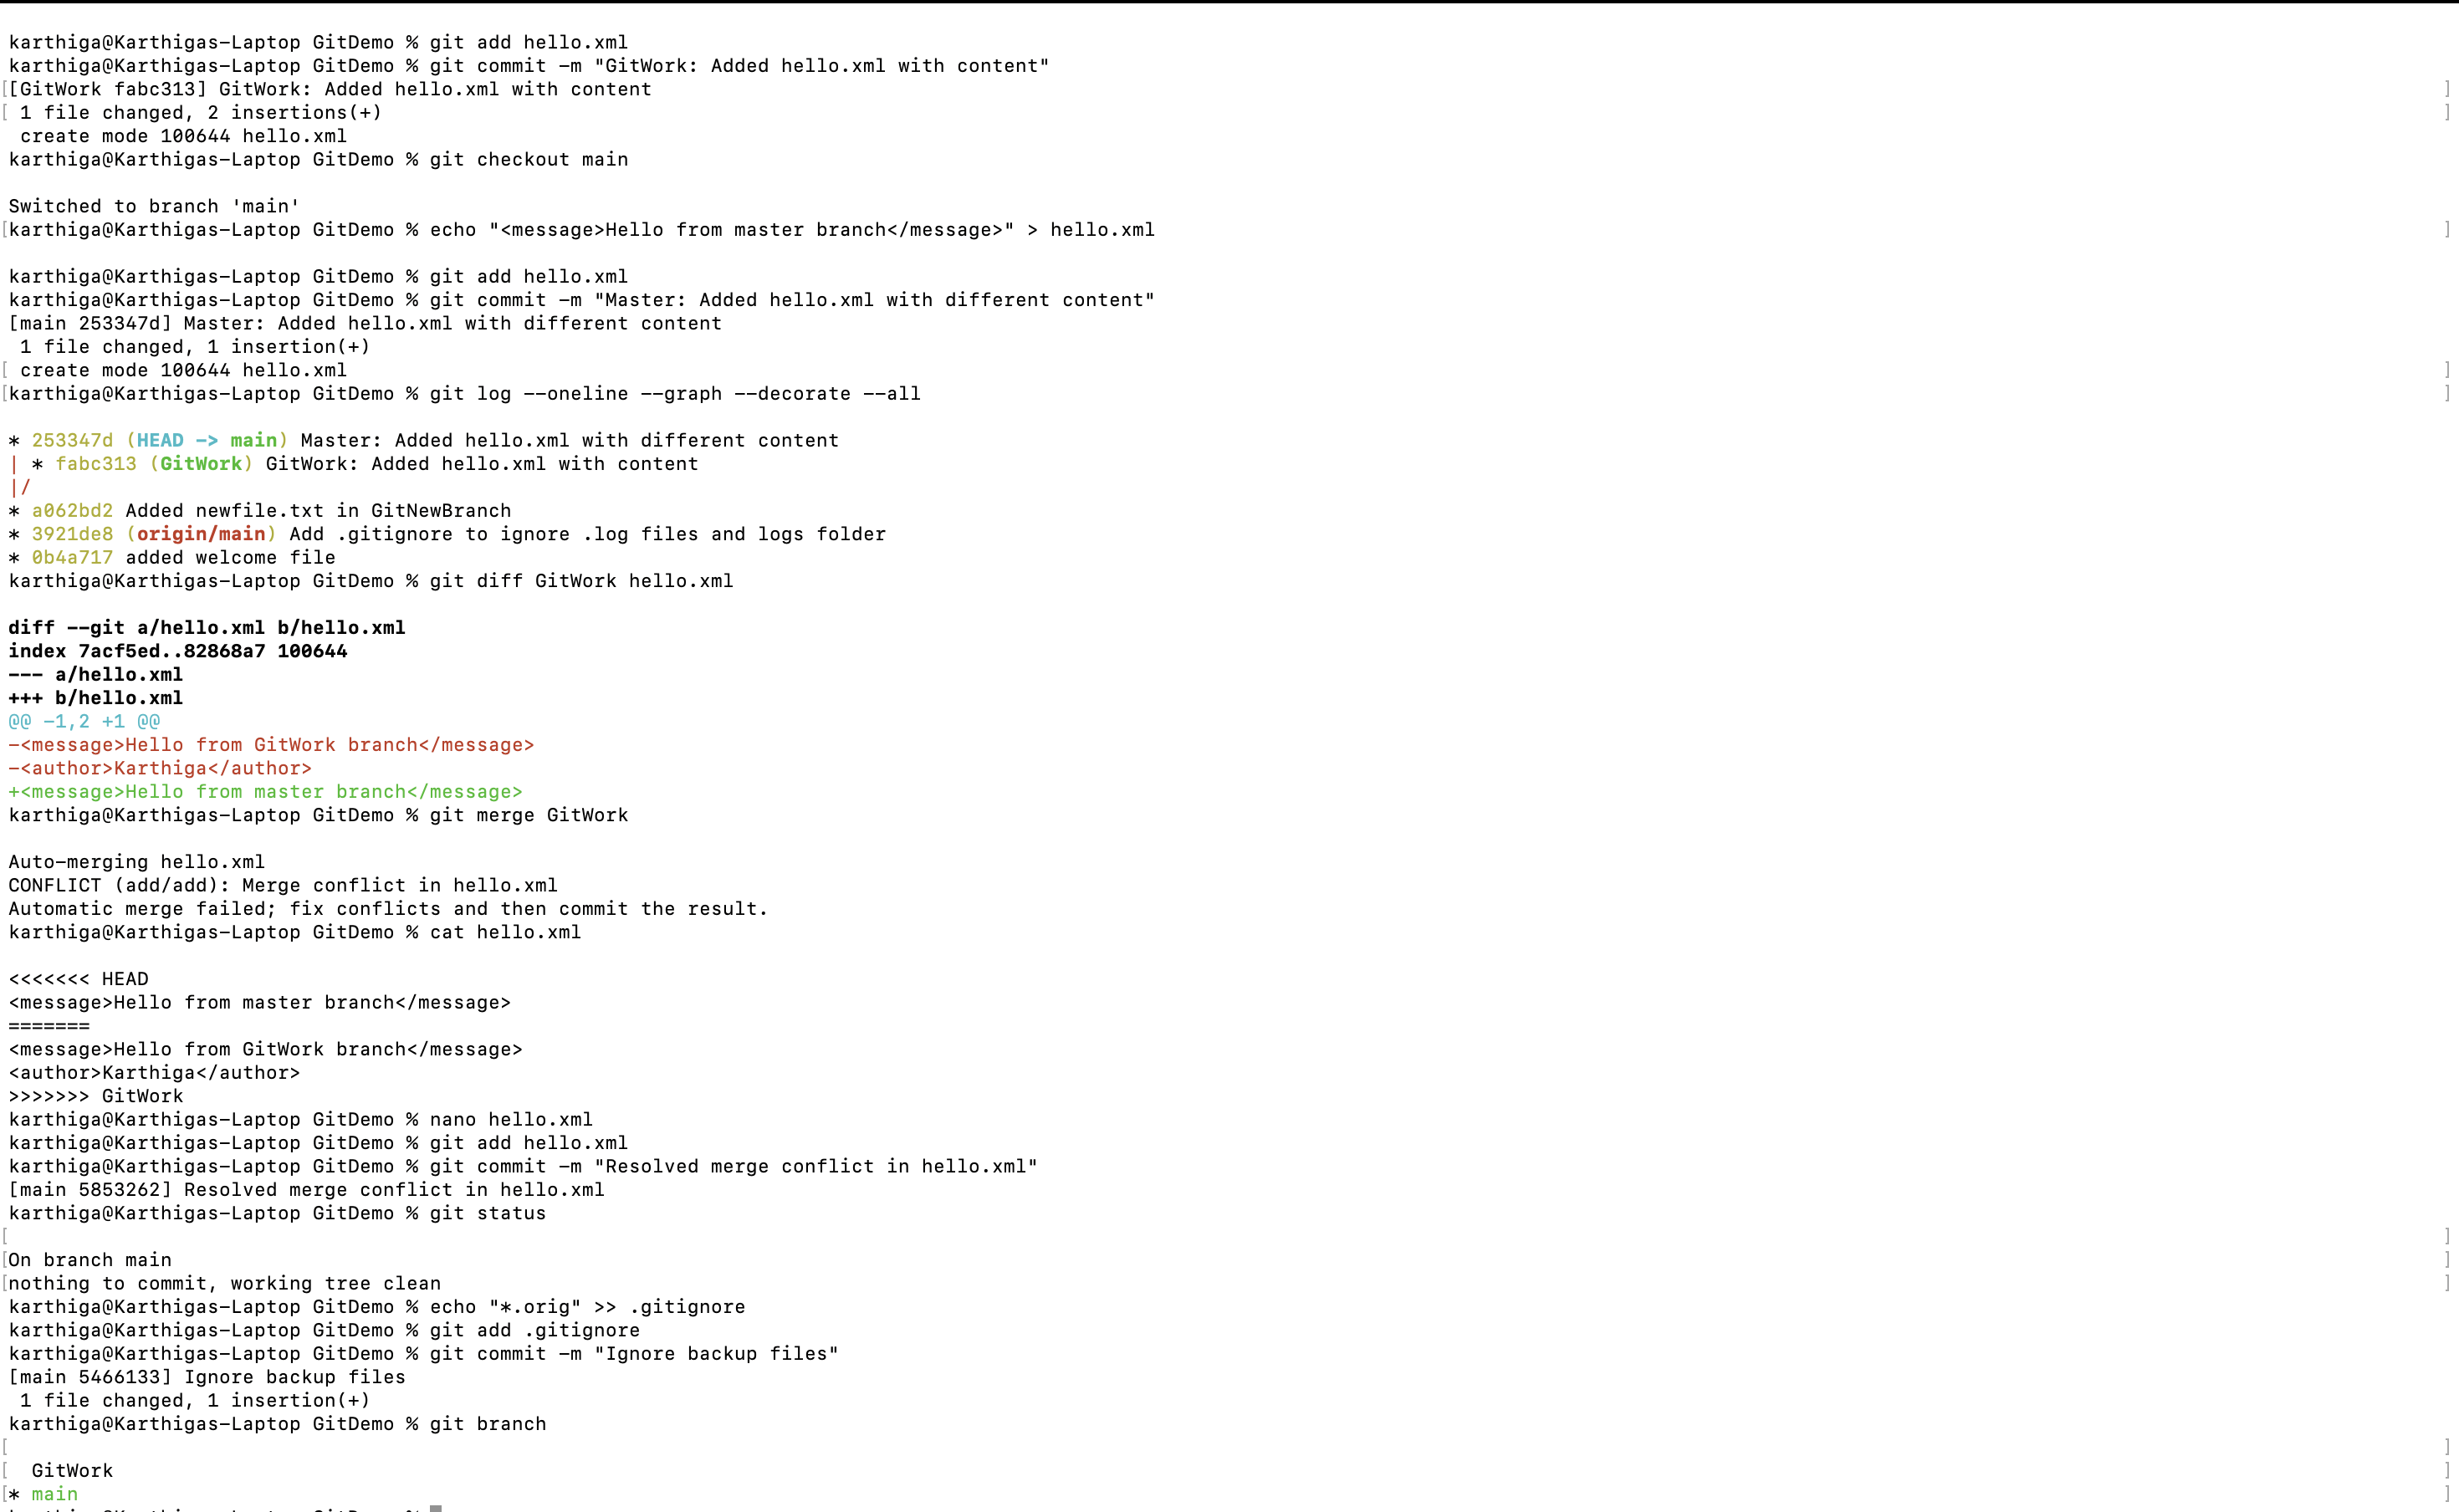 karthiga@Karthigas-Laptop GitDemo % git add hello.xml
karthiga@Karthigas-Laptop GitDemo % git commit -m "GitWork: Added hello.xml with content"
[[GitWork fabc313] GitWork: Added hello.xml with content ]
[ 1 file changed, 2 insertions(+) ]
 create mode 100644 hello.xml
karthiga@Karthigas-Laptop GitDemo % git checkout main
Switched to branch 'main'
[karthiga@Karthigas-Laptop GitDemo % echo "<message>Hello from master branch</message>" > hello.xml ]
karthiga@Karthigas-Laptop GitDemo % git add hello.xml
karthiga@Karthigas-Laptop GitDemo % git commit -m "Master: Added hello.xml with different content"
[main 253347d] Master: Added hello.xml with different content
 1 file changed, 1 insertion(+)
[ create mode 100644 hello.xml ]
[karthiga@Karthigas-Laptop GitDemo % git log --oneline --graph --decorate --all ]
* 253347d (HEAD -> main) Master: Added hello.xml with different content
| * fabc313 (GitWork) GitWork: Added hello.xml with content
|/
* a062bd2 Added newfile.txt in GitNewBranch
* 3921de8 (origin/main) Add .gitignore to ignore .log files and logs folder
* 0b4a717 added welcome file
karthiga@Karthigas-Laptop GitDemo % git diff GitWork hello.xml
diff --git a/hello.xml b/hello.xml
index 7acf5ed..82868a7 100644
--- a/hello.xml
+++ b/hello.xml
@@ -1,2 +1 @@
-<message>Hello from GitWork branch</message>
-<author>Karthiga</author>
+<message>Hello from master branch</message>
karthiga@Karthigas-Laptop GitDemo % git merge GitWork
Auto-merging hello.xml
CONFLICT (add/add): Merge conflict in hello.xml
Automatic merge failed; fix conflicts and then commit the result.
karthiga@Karthigas-Laptop GitDemo % cat hello.xml
<<<<<<< HEAD
<message>Hello from master branch</message>
=======
<message>Hello from GitWork branch</message>
<author>Karthiga</author>
>>>>>>> GitWork
karthiga@Karthigas-Laptop GitDemo % nano hello.xml
karthiga@Karthigas-Laptop GitDemo % git add hello.xml
karthiga@Karthigas-Laptop GitDemo % git commit -m "Resolved merge conflict in hello.xml"
[main 5853262] Resolved merge conflict in hello.xml
karthiga@Karthigas-Laptop GitDemo % git status
[ ]
[On branch main ]
[nothing to commit, working tree clean ]
karthiga@Karthigas-Laptop GitDemo % echo "*.orig" >> .gitignore
karthiga@Karthigas-Laptop GitDemo % git add .gitignore
karthiga@Karthigas-Laptop GitDemo % git commit -m "Ignore backup files"
[main 5466133] Ignore backup files
 1 file changed, 1 insertion(+)
karthiga@Karthigas-Laptop GitDemo % git branch
[ ]
[  GitWork ]
[* main ]